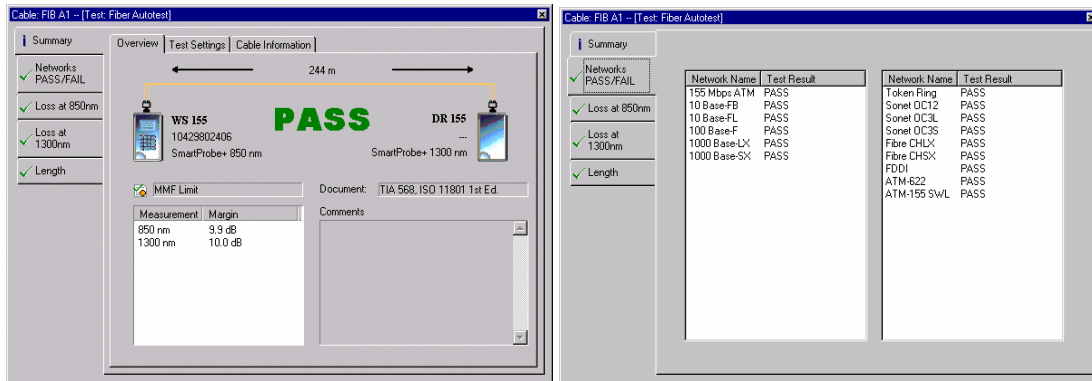 Cable: FIB A1 -- [Test: Fiber Autotest]
i Summary
Networks
PASS/FAIL
Loss at 850nm
Loss at
1300nm
Length
Overview
Test Settings
Cable Information
244 m
PASS
WS 155
10429802406
SmartProbe+ 850 nm
DR 155
---
SmartProbe+ 1300 nm
MMF Limit
Document: TIA 568, ISO 11801 1st Ed.
Measurement Margin
850 nm 9.9 dB
1300 nm 10.0 dB
Comments
Cable: FIB A1 -- [Test: Fiber Autotest]
i Summary
Networks
PASS/FAIL
Loss at 850nm
Loss at
1300nm
Length
Network Name Test Result
155 Mbps ATM PASS
10 Base-FB PASS
10 Base-FL PASS
100 Base-F PASS
1000 Base-LX PASS
1000 Base-SX PASS
Network Name Test Result
Token Ring PASS
Sonet OC12 PASS
Sonet OC3L PASS
Sonet OC3S PASS
Fibre CHLX PASS
Fibre CHSX PASS
FDDI PASS
ATM-622 PASS
ATM-155 SWL PASS